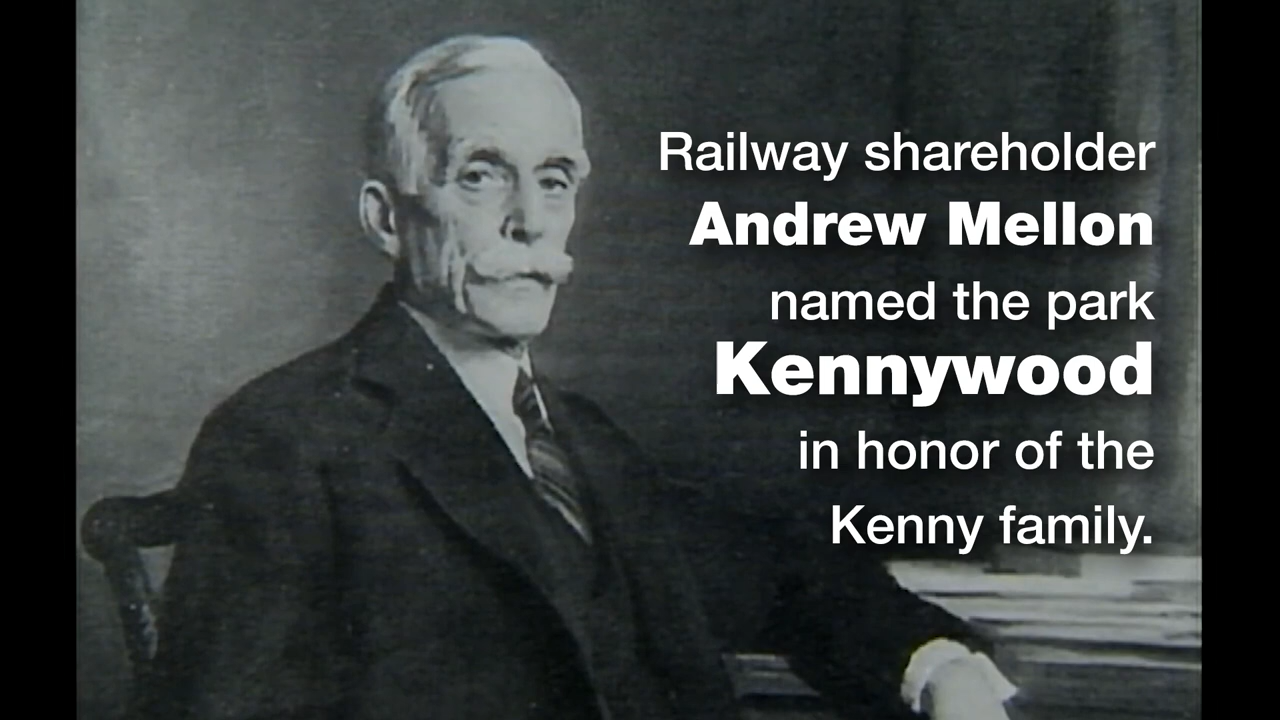 Railway shareholder
Andrew Mellon
named the park
Kennywood
in honor of the
Kenny family.